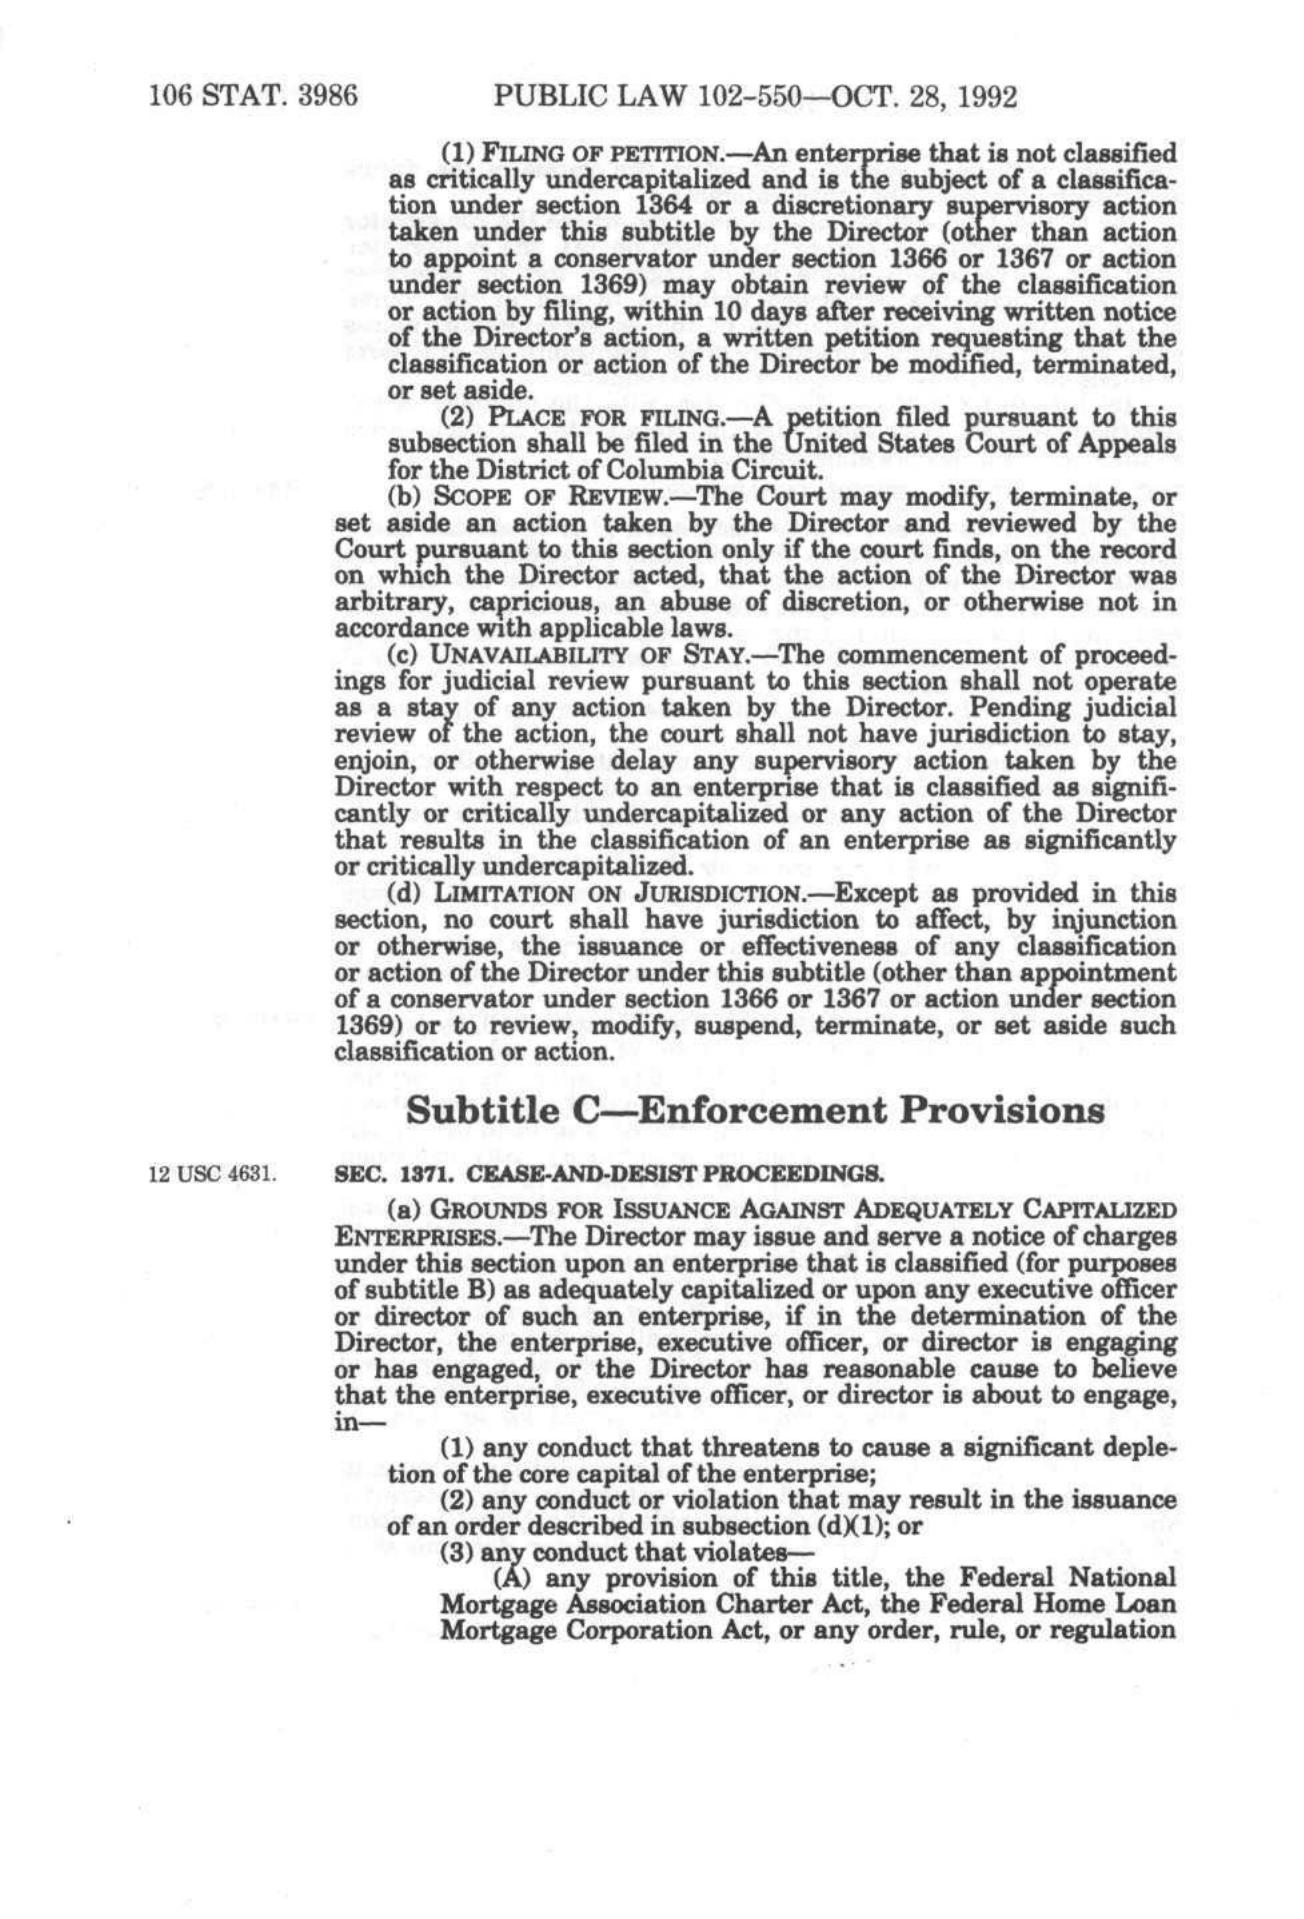 106 STAT. 3986 PUBLIC LAW 102-550—OCT. 28, 1992
(1) FILING OF PETITION.—An enterprise that is not classified
as critically undercapitalized and is the subject of a classifica-
tion under section 1364 or a discretionary supervisory action
taken under this subtitle by the Director (other than action
to appoint a conservator under section 1366 or 1367 or action
under section 1369) may obtain review of the classification
or action by filing, within 10 days after receiving written notice
of the Director's action, a written petition requesting that the
classification or action of the Director be modified, terminated,
or set aside.
(2) PLACE FOR FILING.—A petition filed pursuant to this
subsection shall be filed in the United States Court of Appeals
for the District of Columbia Circuit.
(b) SCOPE OF REVIEW.—The Court may modify, terminate, or
set aside an action taken by the Director and reviewed by the
Court pursuant to this section only if the court finds, on the record
on which the Director acted, that the action of the Director was
arbitrary, capricious, an abuse of discretion, or otherwise not in
accordance with applicable laws.
(c) UNAVAILABILITY OF STAY.—The commencement of proceed-
ings for judicial review pursuant to this section shall not operate
as a stay of any action taken by the Director. Pending judicial
review of the action, the court shall not have jurisdiction to stay,
enjoin, or otherwise delay any supervisory action taken by the
Director with respect to an enterprise that is classified as signifi-
cantly or critically undercapitalized or any action of the Director
that results in the classification of an enterprise as significantly
or critically undercapitalized.
(d) LIMITATION ON JURISDICTION.—Except as provided in this
section, no court shall have jurisdiction to affect, by injunction
or otherwise, the issuance or effectiveness of any classification
or action of the Director under this subtitle (other than appointment
of a conservator under section 1366 or 1367 or action under section
1369) or to review, modify, suspend, terminate, or set aside such
classification or action.
Subtitle C—Enforcement Provisions
12 USC 4631. SEC. 1371. CEASE-AND-DESIST PROCEEDINGS.
(a) GROUNDS FOR ISSUANCE AGAINST ADEQUATELY CAPITALIZED
ENTERPRISES.—The Director may issue and serve a notice of charges
under this section upon an enterprise that is classified (for purposes
of subtitle B) as adequately capitalized or upon any executive officer
or director of such an enterprise, if in the determination of the
Director, the enterprise, executive officer, or director is engaging
or has engaged, or the Director has reasonable cause to believe
that the enterprise, executive officer, or director is about to engage,
in—
(1) any conduct that threatens to cause a significant deple-
tion of the core capital of the enterprise;
(2) any conduct or violation that may result in the issuance
of an order described in subsection (d)(1); or
(3) any conduct that violates—
(A) any provision of this title, the Federal National
Mortgage Association Charter Act, the Federal Home Loan
Mortgage Corporation Act, or any order, rule, or regulation